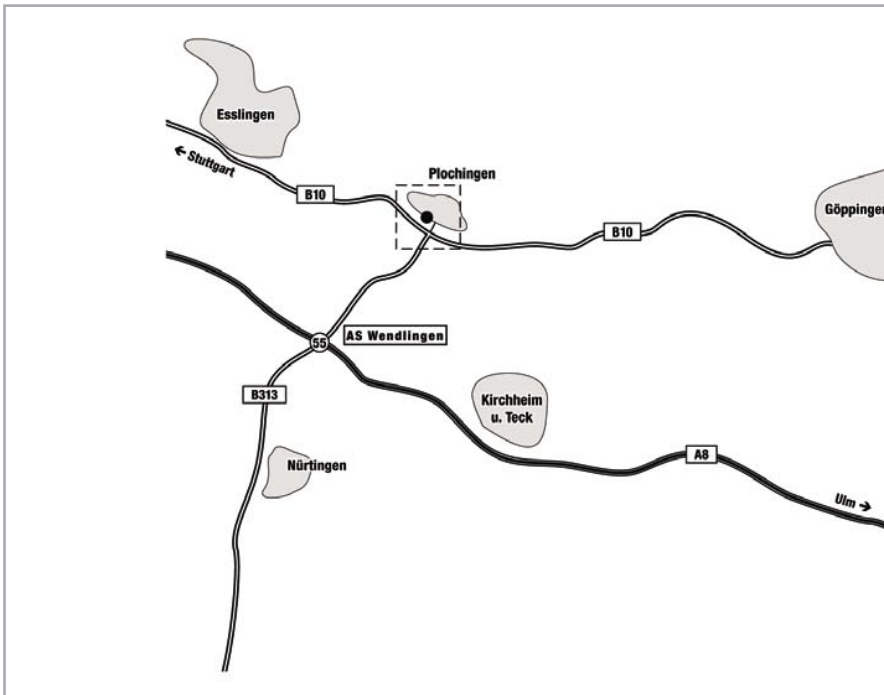 Esslingen
← Stuttgart
Plochingen
B10
Göppingen
B10
55
AS Wendlingen
B313
Kirchheim
u. Teck
Nürtingen
A8
Ulm →